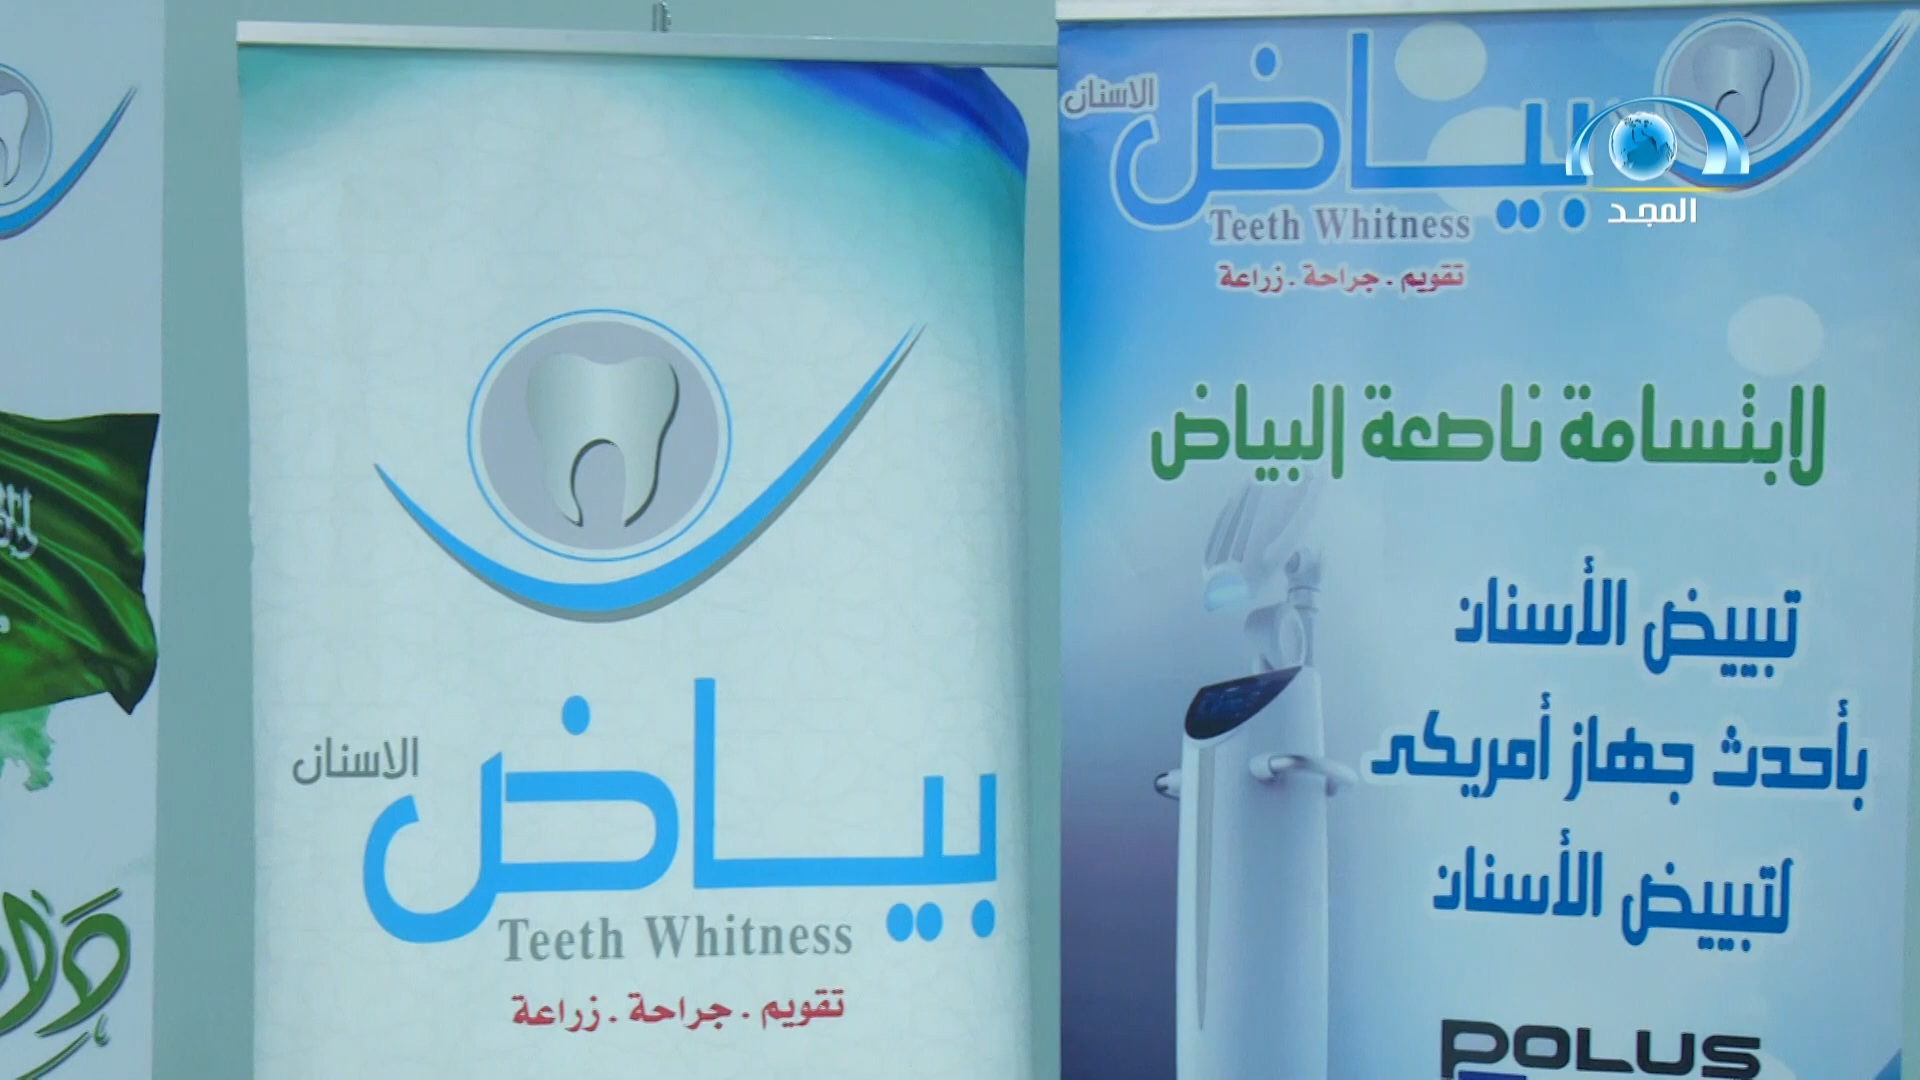 بياض الاسنان
Teeth Whitness
تقويم . جراحة . زراعة
بياض الاسنان
Teeth Whitness
تقويم . جراحة . زراعة
لابتسامة ناصعة البياض
تبييض الأسنان
بأحدث جهاز أمريكي
لتبييض الأسنان
POLUS
المجد